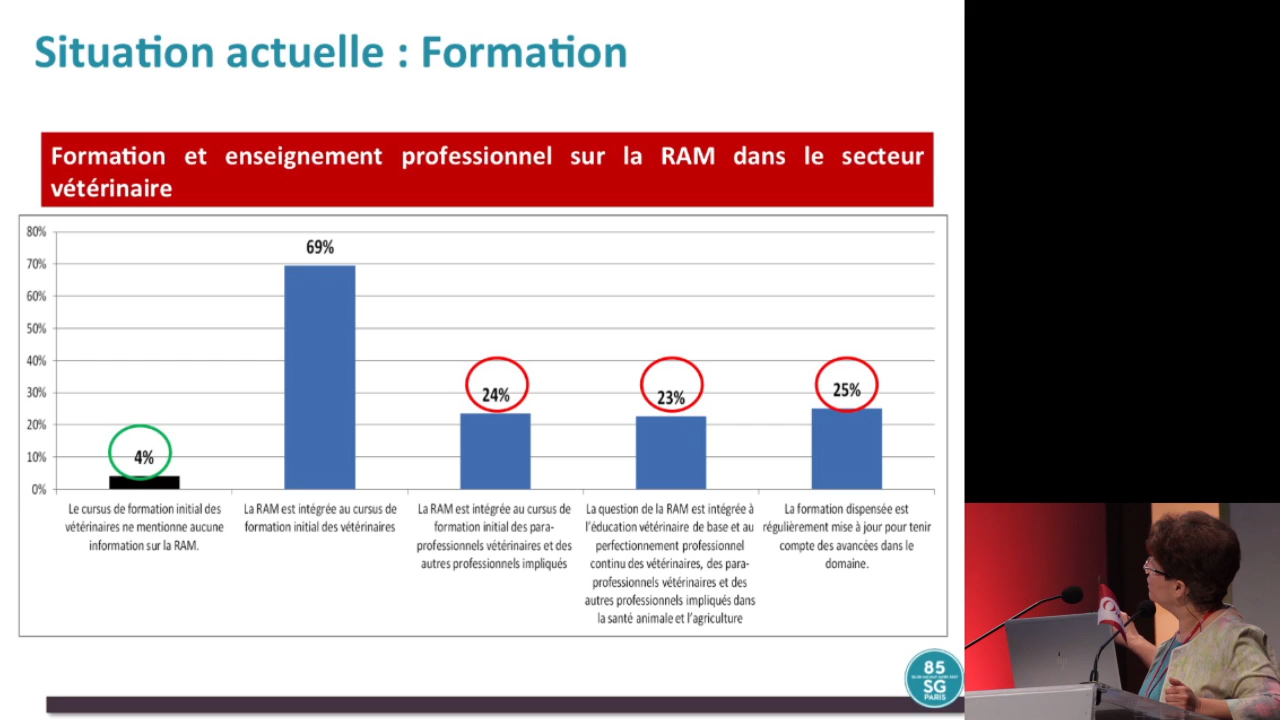 Situation actuelle : Formation
Formation et enseignement professionnel sur la RAM dans le secteur
vétérinaire
80%
70%
60%
50%
40%
30%
20%
10%
0%
4%
69%
24%
23%
25%
Le cursus de formation initial des
vétérinaires ne mentionne aucune
information sur la RAM.
La RAM est intégrée au cursus de
formation initial des vétérinaires
La RAM est intégrée au cursus de
formation initial des para-
professionnels vétérinaires et des
autres professionnels impliqués
La question de la RAM est intégrée à
l'éducation vétérinaire de base et au
perfectionnement professionnel
continu des vétérinaires, des para-
professionnels vétérinaires et des
autres professionnels impliqués dans
la santé animale et l'agriculture
La formation dispensée est
régulièrement mise à jour pour tenir
compte des avancées dans le
domaine.
85
SG
PARIS
hp